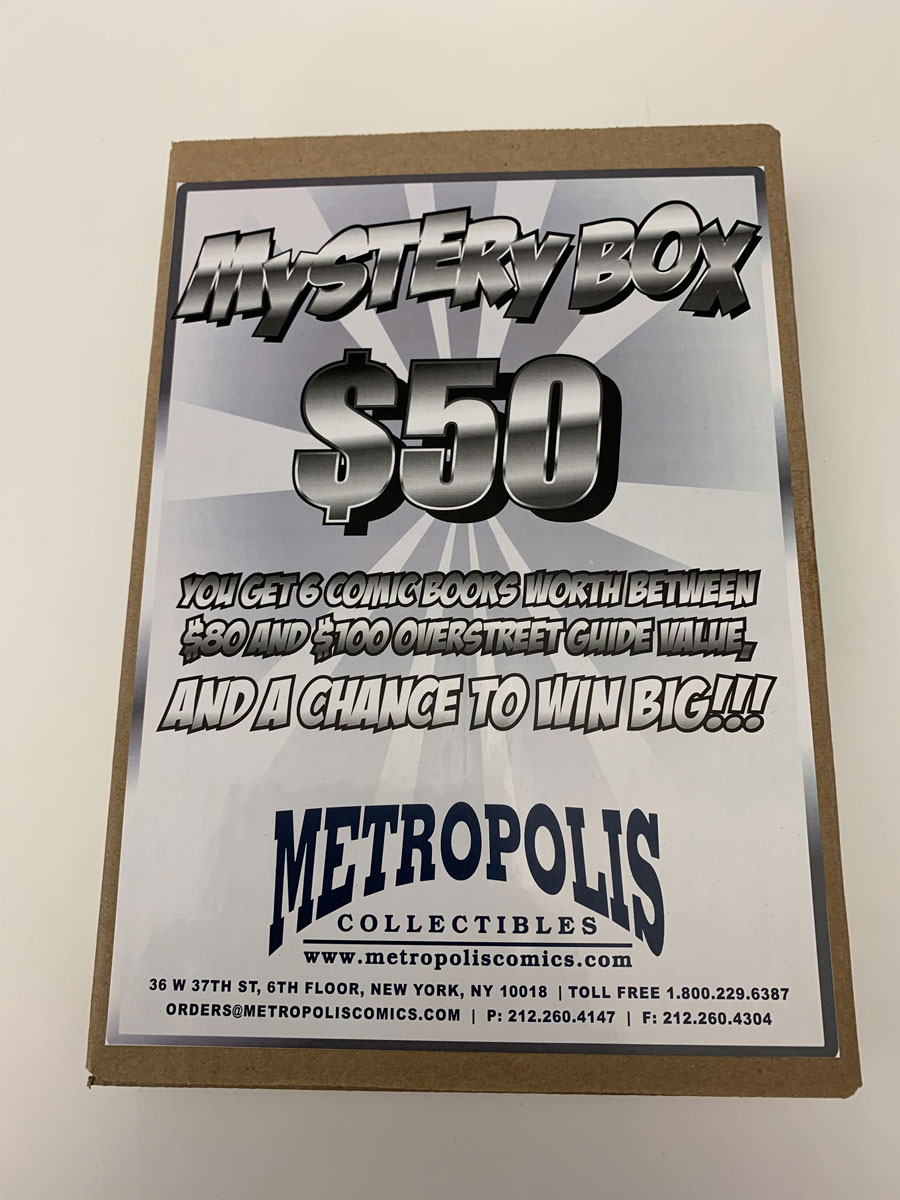 MySTERy BOX
$50
YOU GET 6 COMIC BOOKS WORTH BETWEEN
$80 AND $100 OVERSTREET GUIDE VALUE,
AND A CHANCE TO WIN BIG!!!
METROPOLIS
COLLECTIBLES
www.metropoliscomics.com
36 W 37TH ST, 6TH FLOOR, NEW YORK, NY 10018 | TOLL FREE 1.800.229.6387
ORDERS@METROPOLISCOMICS.COM | P: 212.260.4147 | F: 212.260.4304